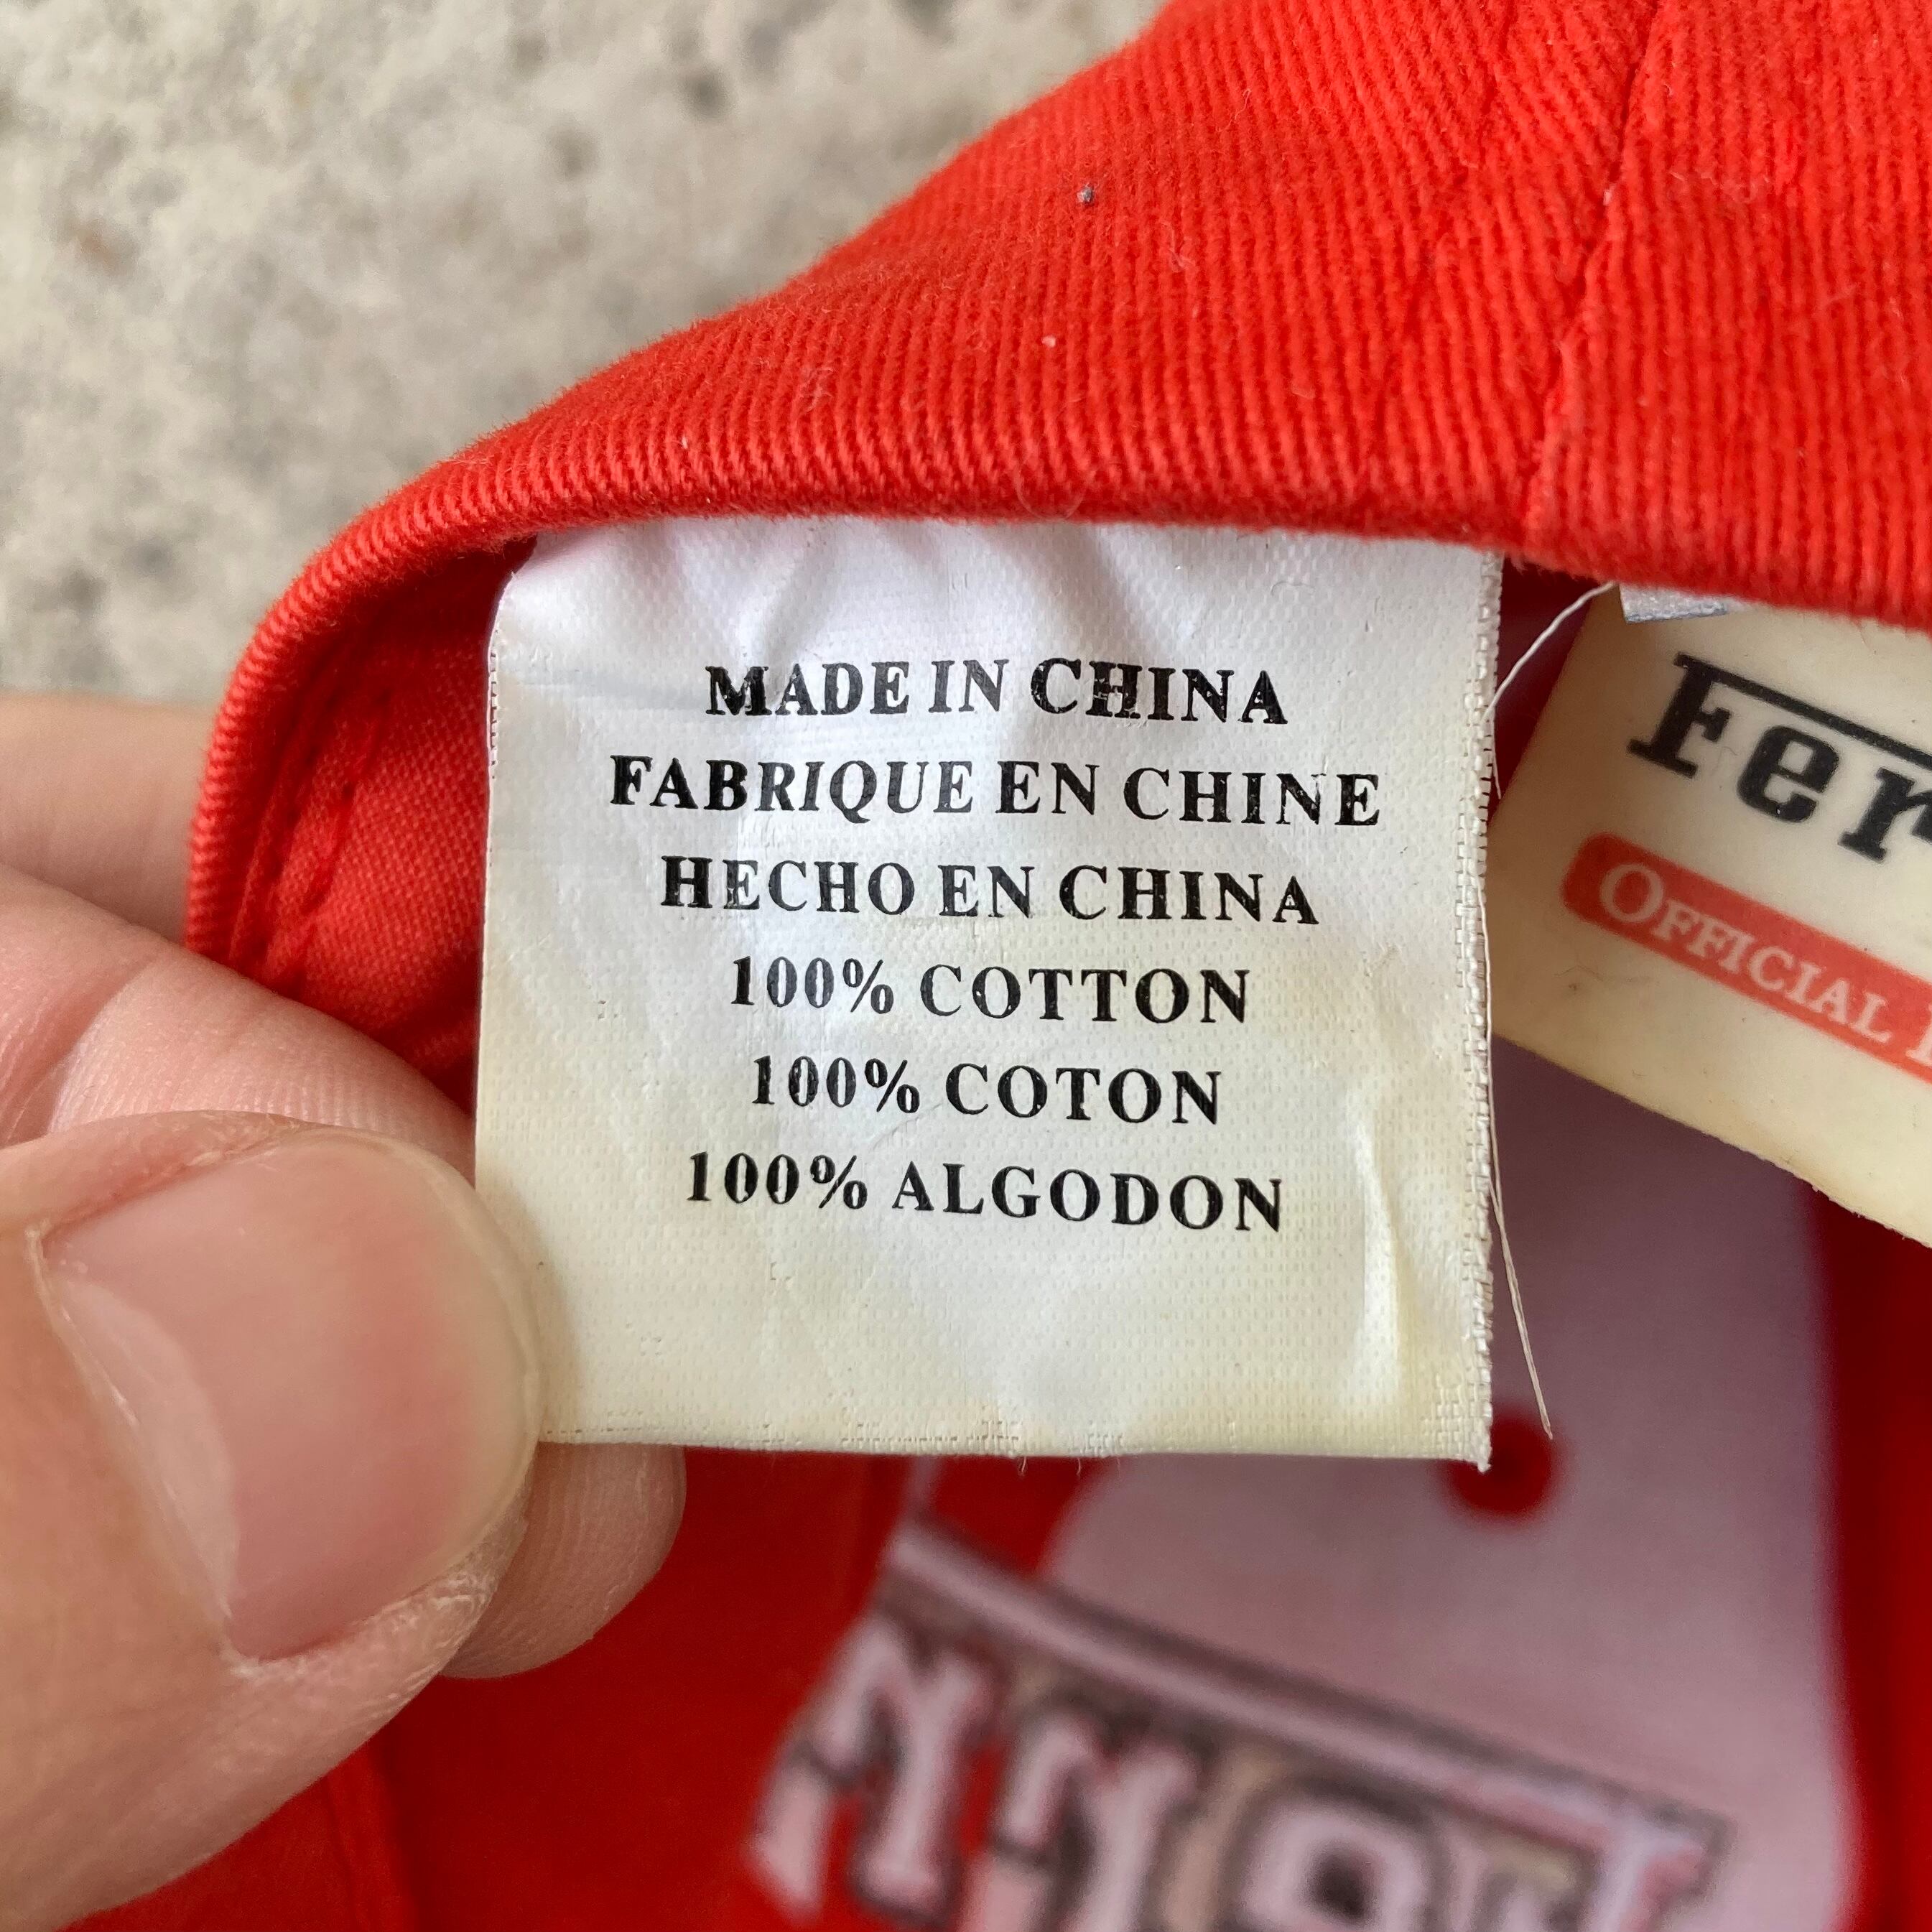 MADE IN CHINA
FABRIQUE EN CHINE
HECHO EN CHINA
100% COTTON
100% COTON
100% ALGODON
Fer
OFFICIAL